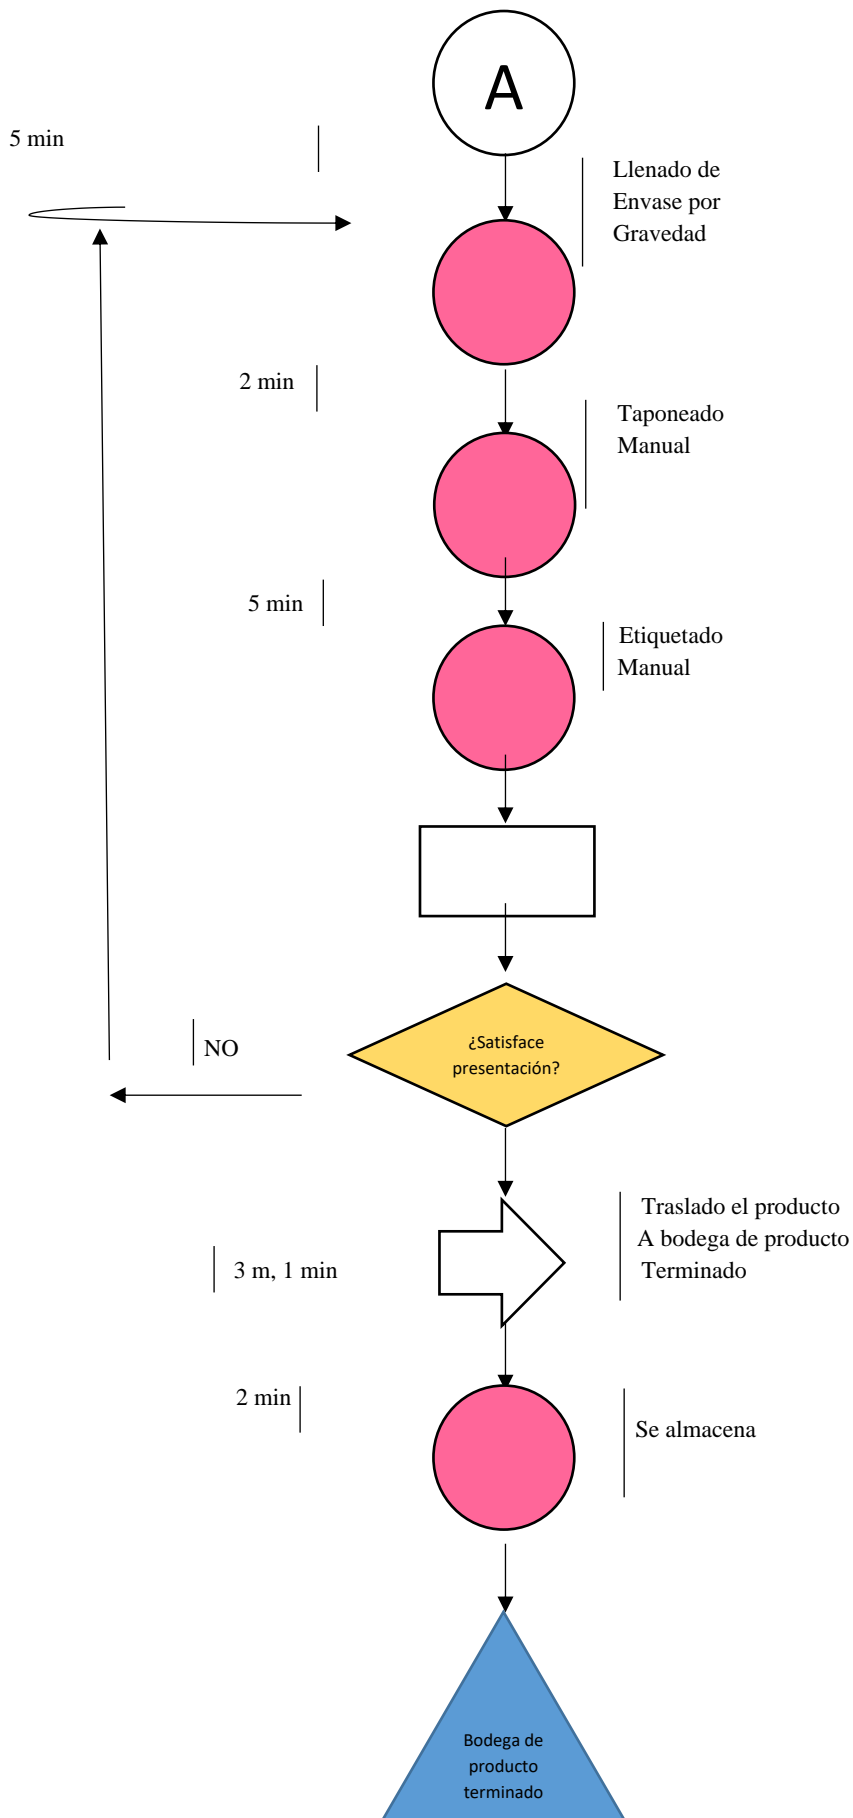 A
5 min
Llenado de
Envase por
Gravedad
2 min
Taponeado
Manual
5 min
Etiquetado
Manual
¿Satisface
presentación?
NO
Traslado el producto
A bodega de producto
Terminado
3 m, 1 min
2 min
Se almacena
Bodega de
producto
terminado